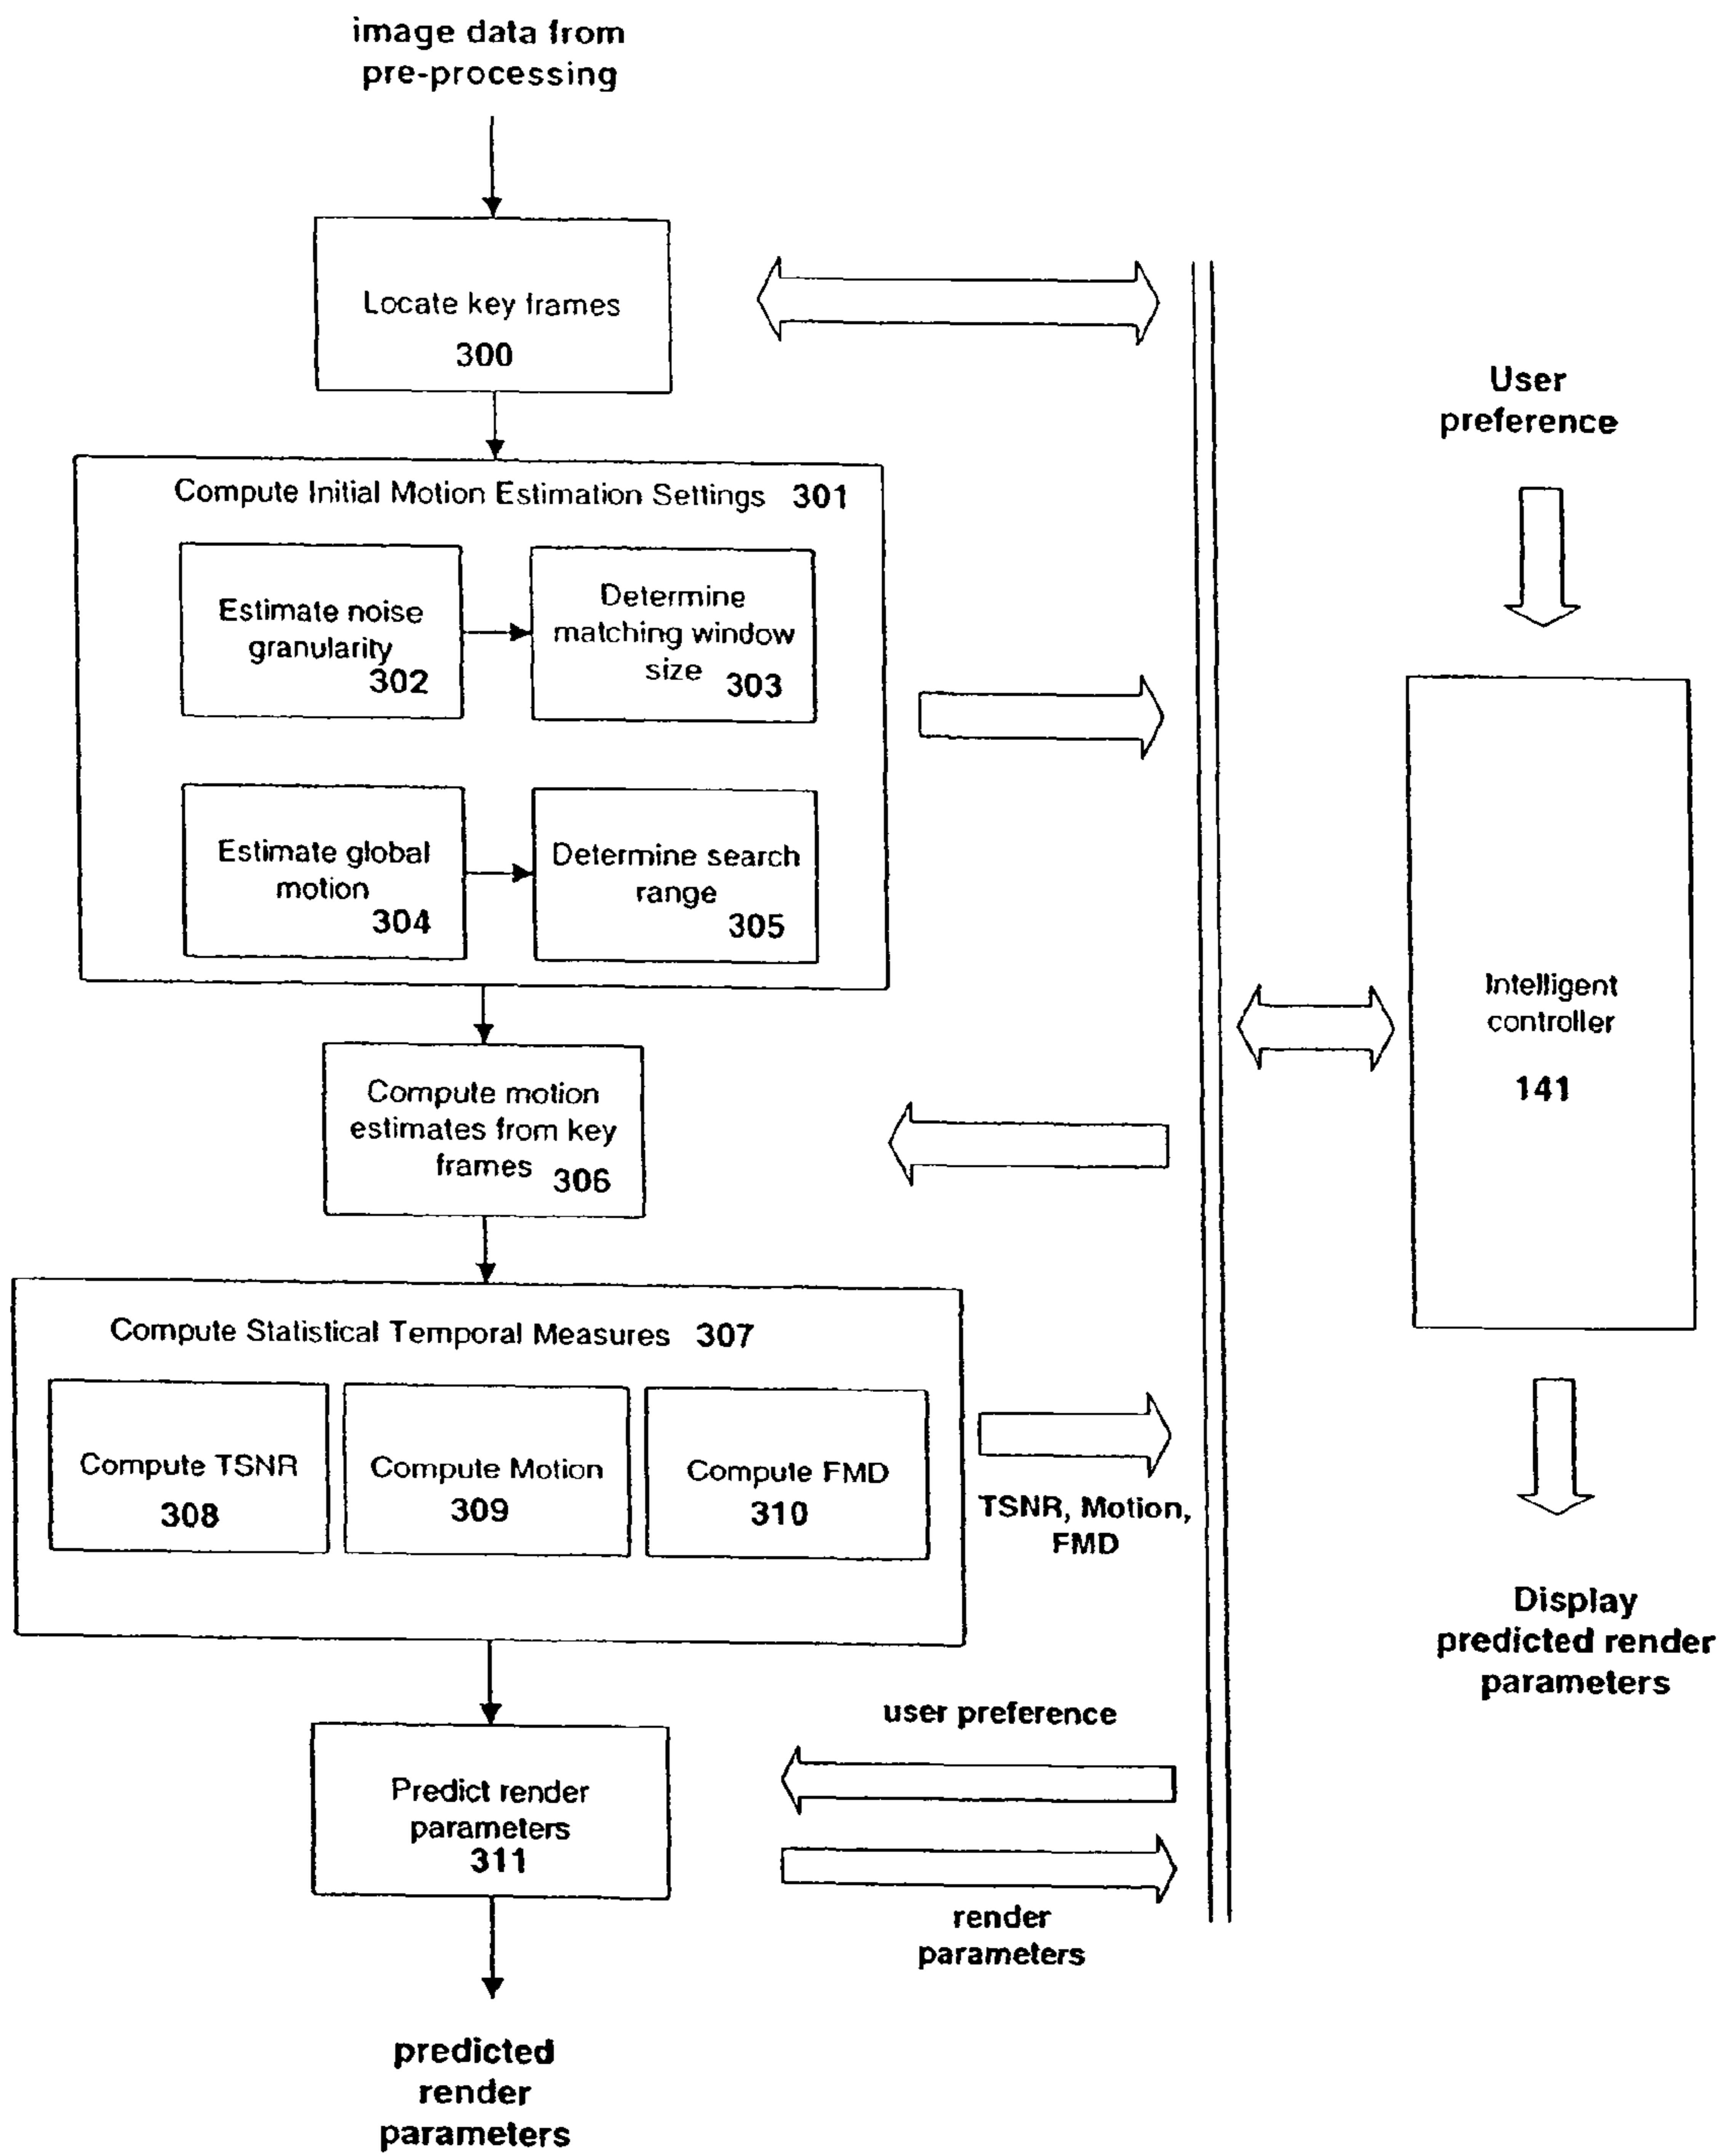 image data from
pre-processing
Locate key frames
300
Compute Initial Motion Estimation Settings 301
Estimate noise
granularity
302
Determine
matching window
size 303
Estimate global
motion
304
Determine search
range
305
Compute motion
estimates from key
frames 306
Compute Statistical Temporal Measures 307
Compute TSNR
308
Compute Motion
309
Compute FMD
310
TSNR, Motion,
FMD
Predict render
parameters
311
user preference
render
parameters
predicted
render
parameters
User
preference
Intelligent
controller
141
Display
predicted render
parameters